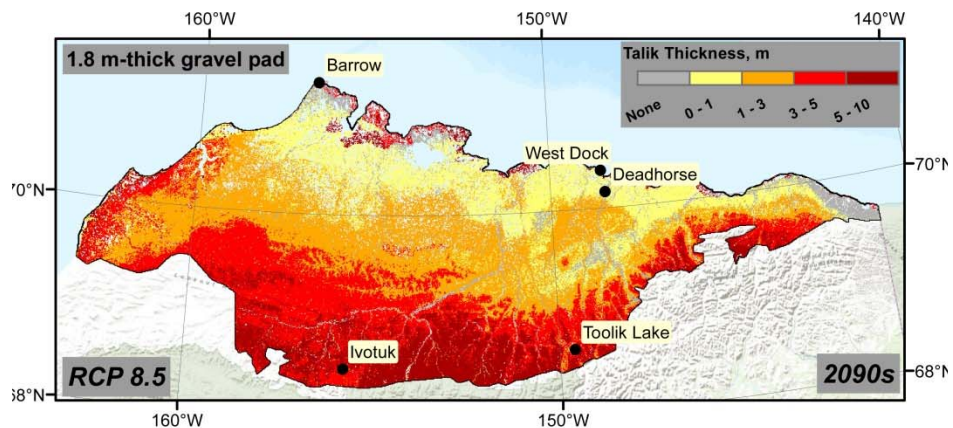 160°W
150°W
140°W
1.8 m-thick gravel pad
Talik Thickness, m
None
0 - 1
1 - 3
3 - 5
5 - 10
Barrow
West Dock
Deadhorse
70°N
70°N
Toolik Lake
Ivotuk
RCP 8.5
2090s
68°N
68°N
160°W
150°W